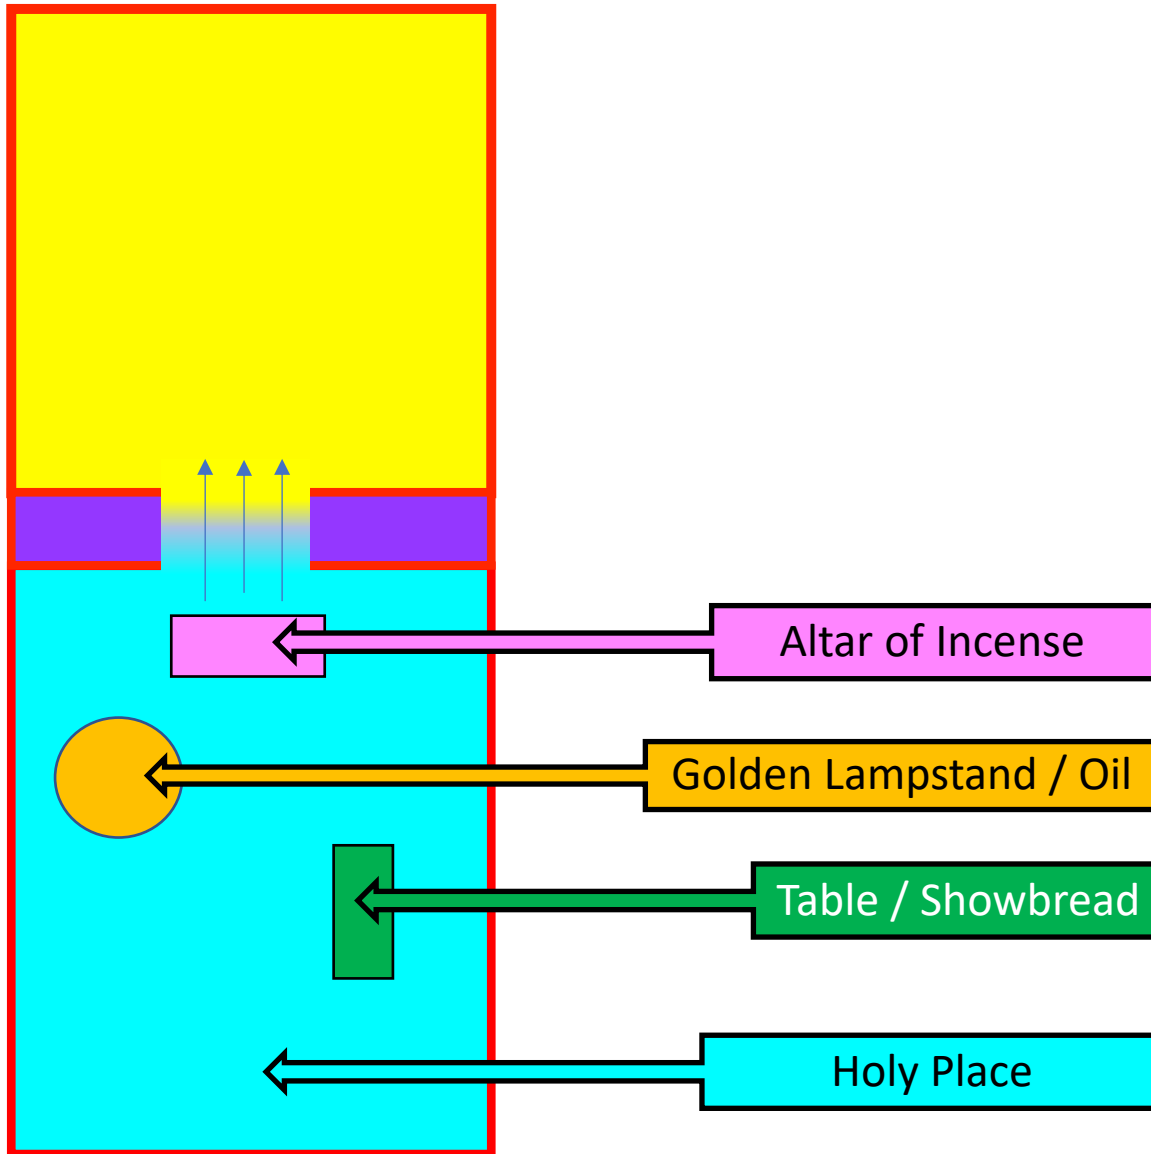 Altar of Incense
Golden Lampstand / Oil
Table / Showbread
Holy Place